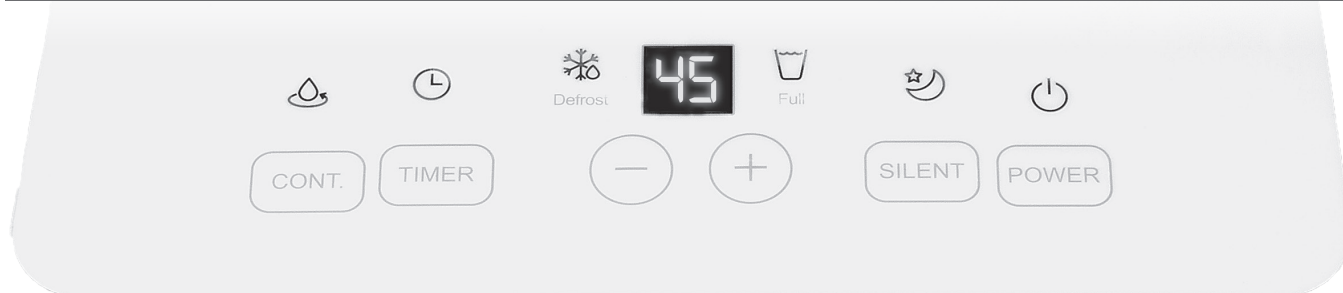 45
Defrost
Full
CONT.
TIMER
−
+
SILENT
POWER